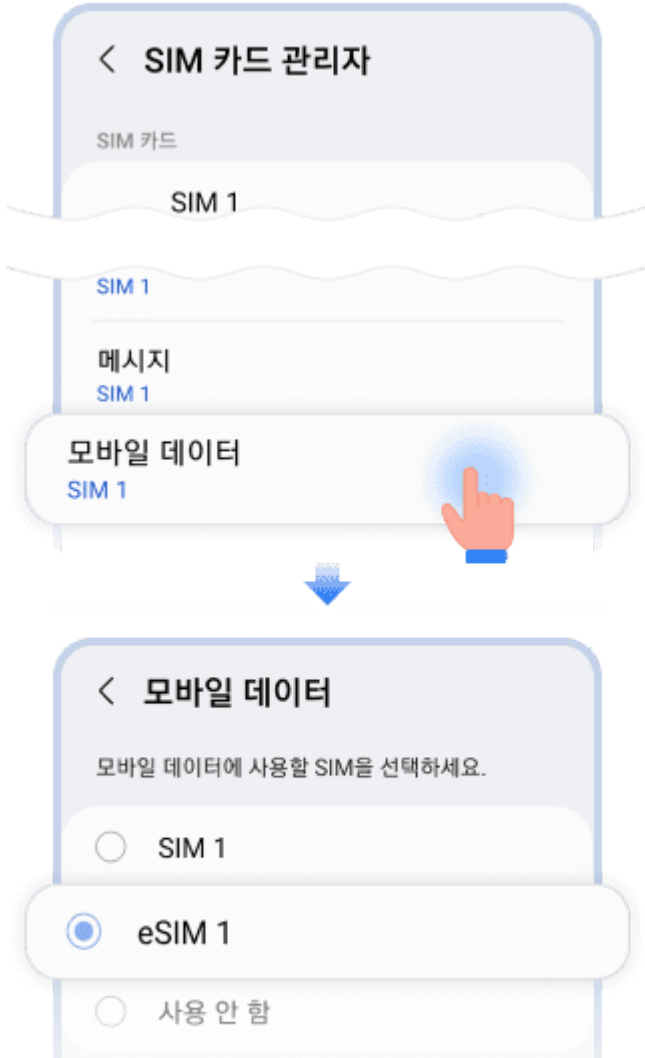 SIM 카드 관리자
SIM 카드
SIM 1
SIM 1
메시지
SIM 1
모바일 데이터
SIM 1
모바일 데이터
모바일 데이터에 사용할 SIM을 선택하세요.
SIM 1
eSIM 1
사용 안 함